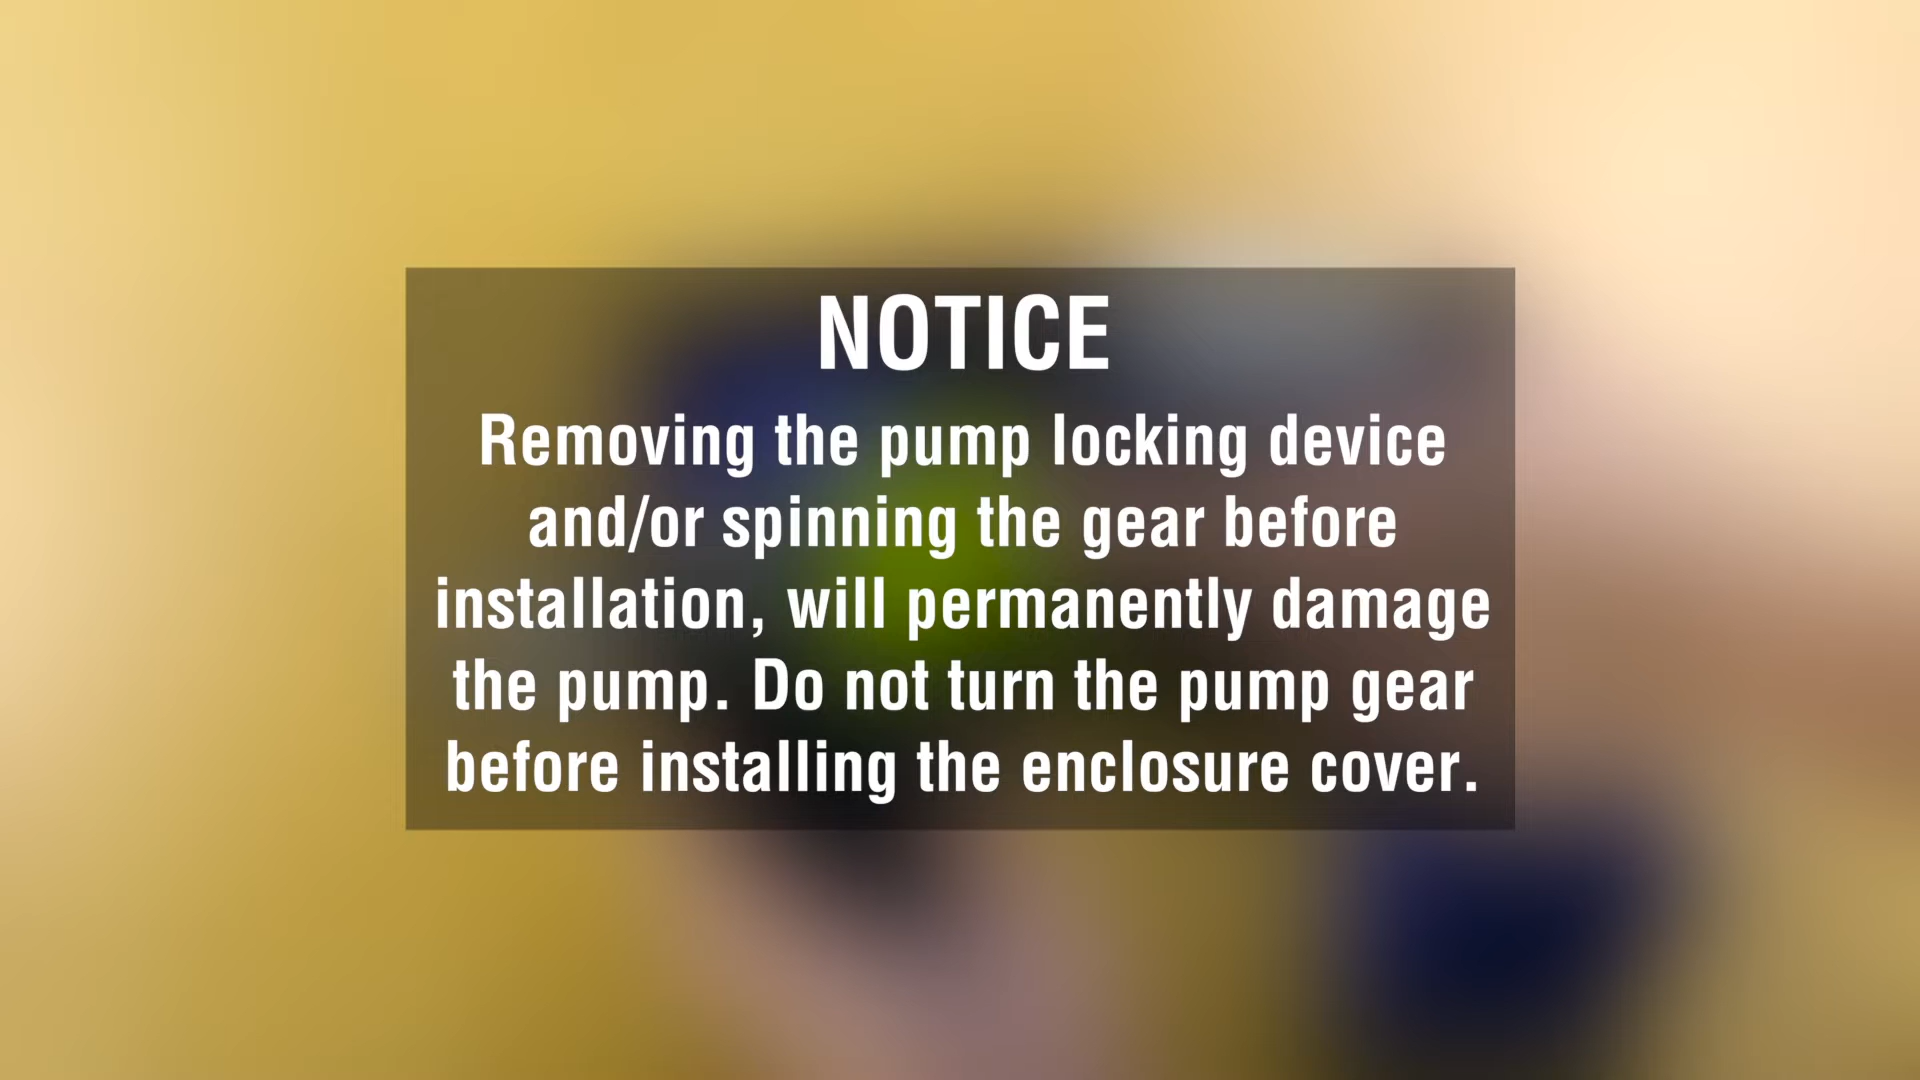 NOTICE
Removing the pump locking device
and/or spinning the gear before
installation, will permanently damage
the pump. Do not turn the pump gear
before installing the enclosure cover.